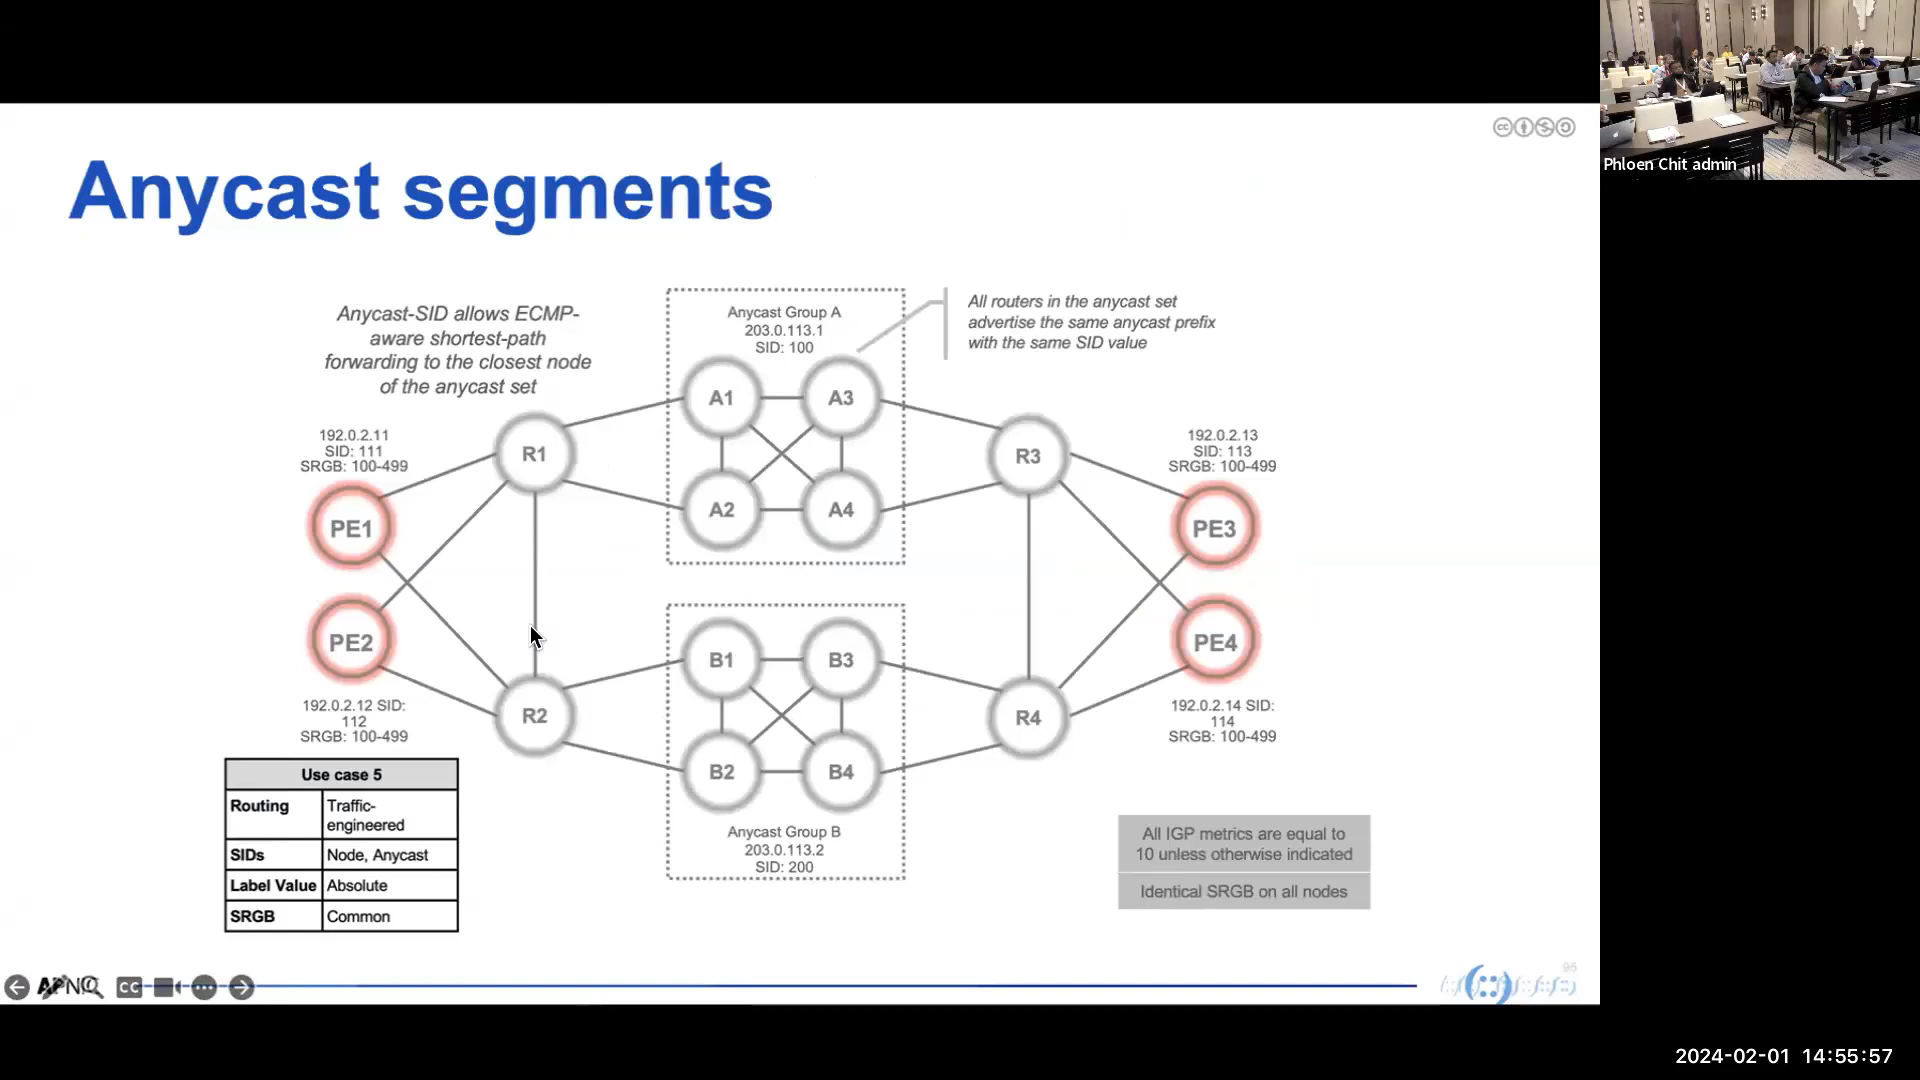 Phloen Chit admin
Anycast segments
Anycast-SID allows ECMP-
aware shortest-path
forwarding to the closest node
of the anycast set
Anycast Group A
203.0.113.1
SID: 100
All routers in the anycast set
advertise the same anycast prefix
with the same SID value
A1
A3
192.0.2.11
SID: 111
SRGB: 100-499
R1
R3
192.0.2.13
SID: 113
SRGB: 100-499
PE1
A2
A4
PE3
PE2
B1
B3
PE4
192.0.2.12 SID:
112
SRGB: 100-499
R2
R4
192.0.2.14 SID:
114
SRGB: 100-499
B2
B4
Anycast Group B
203.0.113.2
SID: 200
Use case 5
Routing Traffic-
engineered
SIDs Node, Anycast
Label Value Absolute
SRGB Common
All IGP metrics are equal to
10 unless otherwise indicated
Identical SRGB on all nodes
APNIC
CC
95
2024-02-01 14:55:57